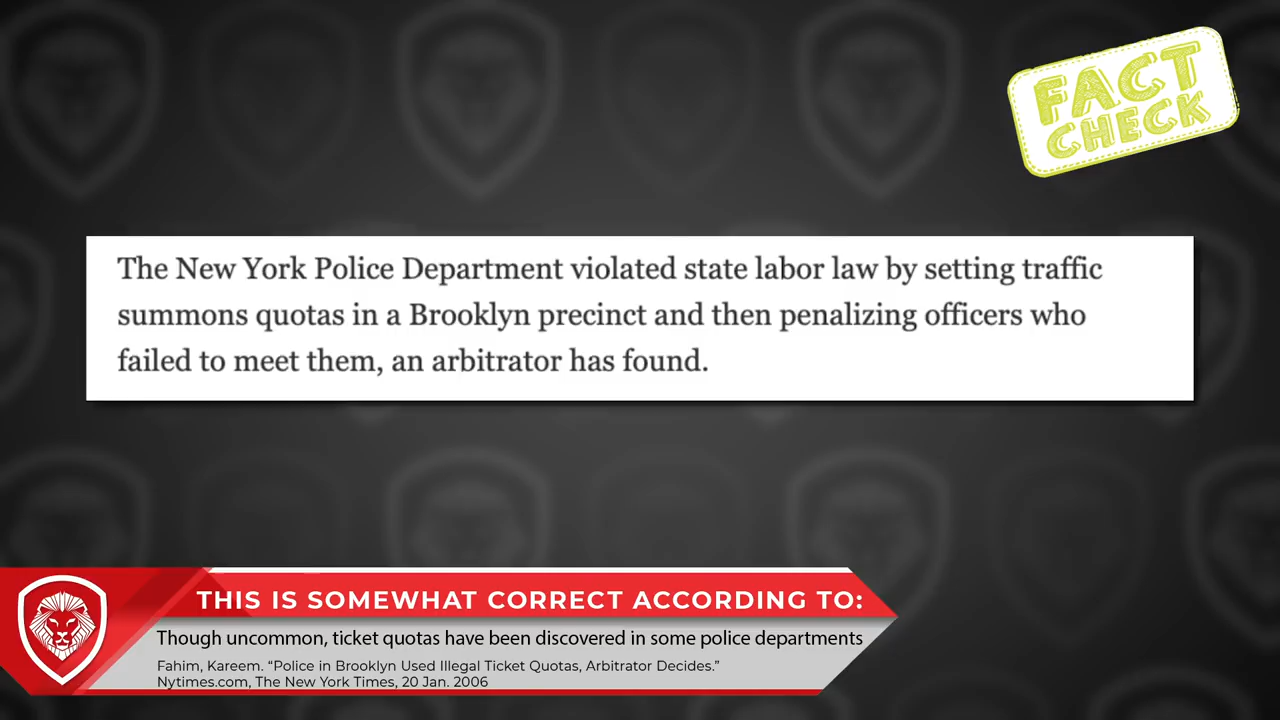 FACT
CHECK
The New York Police Department violated state labor law by setting traffic
summons quotas in a Brooklyn precinct and then penalizing officers who
failed to meet them, an arbitrator has found.
THIS IS SOMEWHAT CORRECT ACCORDING TO:
Though uncommon, ticket quotas have been discovered in some police departments
Fahim, Kareem. “Police in Brooklyn Used Illegal Ticket Quotas, Arbitrator Decides.”
Nytimes.com, The New York Times, 20 Jan. 2006